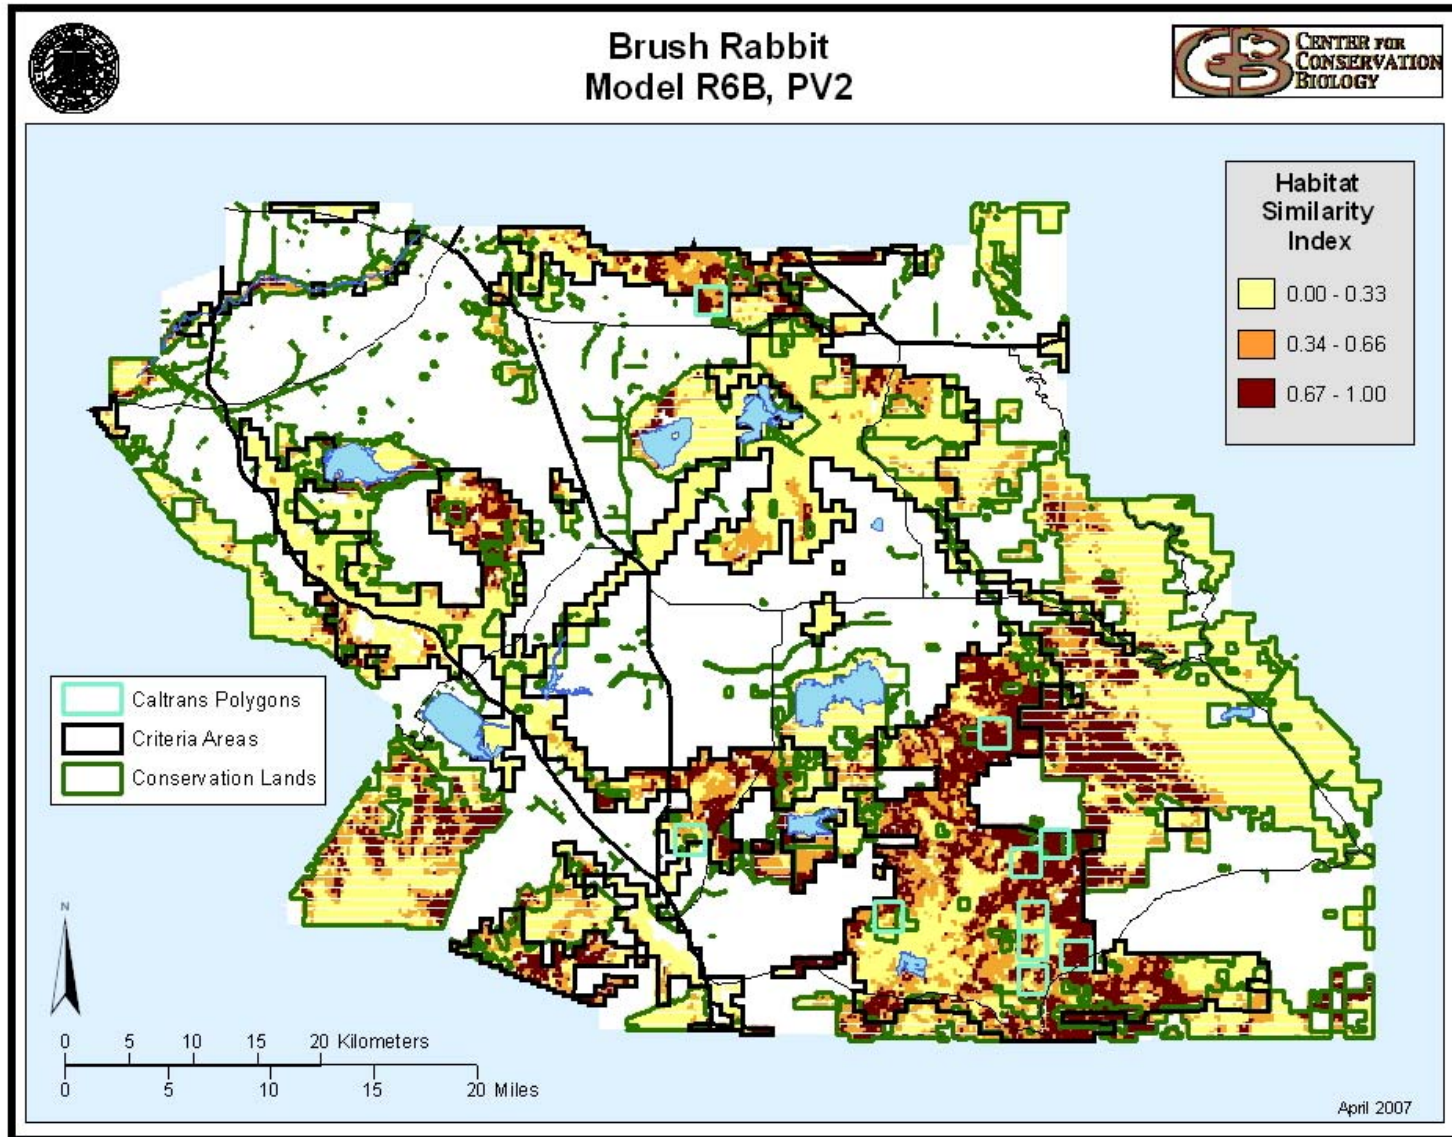 Brush Rabbit
Model R6B, PV2
CENTER FOR
CONSERVATION
BIOLOGY
Habitat
Similarity
Index
0.00 - 0.33
0.34 - 0.66
0.67 - 1.00
Caltrans Polygons
Criteria Areas
Conservation Lands
N
0 5 10 15 20 Kilometers
0 5 10 15 20 Miles
April 2007